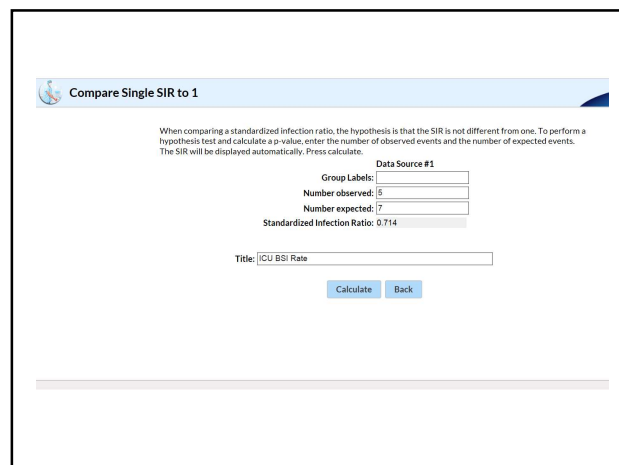 Compare Single SIR to 1
When comparing a standardized infection ratio, the hypothesis is that the SIR is not different from one. To perform a
hypothesis test and calculate a p-value, enter the number of observed events and the number of expected events.
The SIR will be displayed automatically. Press calculate.
Data Source #1
Group Labels:
Number observed: 5
Number expected: 7
Standardized Infection Ratio: 0.714
Title: ICU BSI Rate
Calculate Back